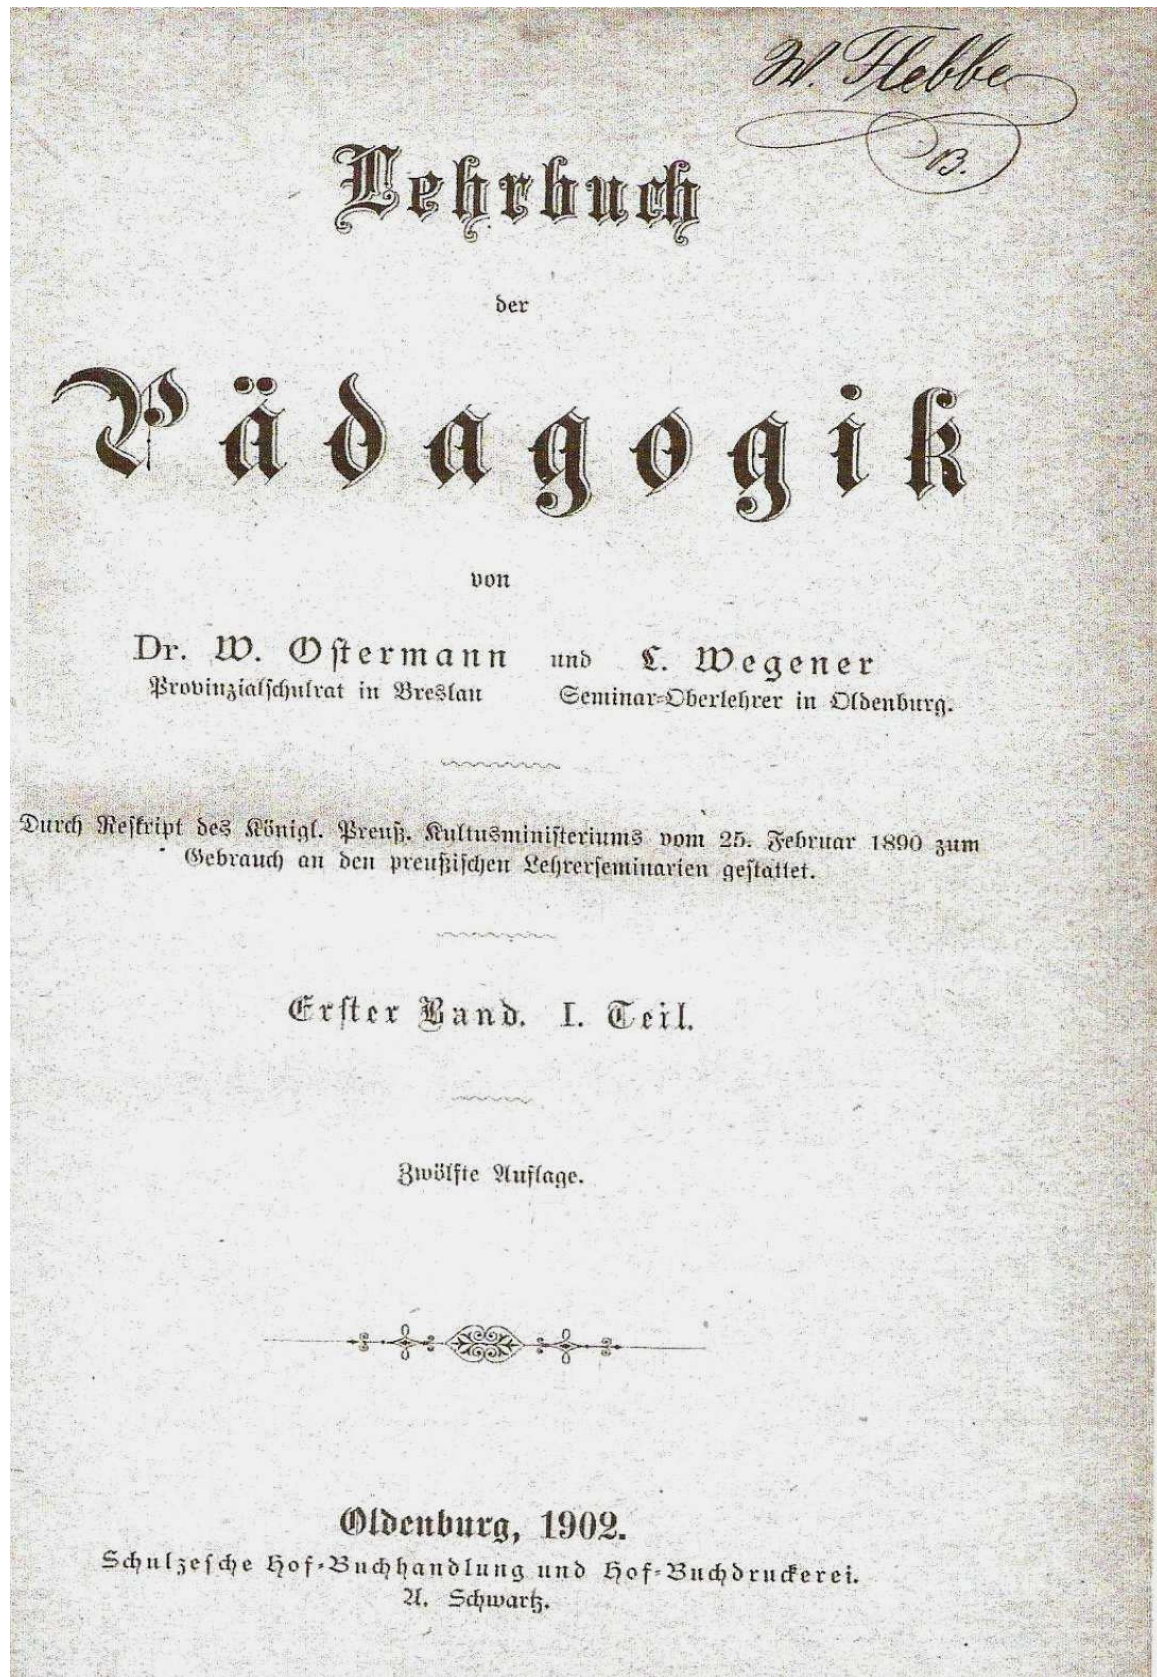 W. Flebbe
B.
Lehrbuch
der
Pädagogik
von
Dr. W. Ostermann und L. Wegener
Provinzialschulrat in Breslau Seminar-Oberlehrer in Oldenburg.
Durch Reskript des Königl. Preuß. Kultusministeriums vom 25. Februar 1890 zum
Gebrauch an den preußischen Lehrerseminarien gestattet.
Erster Band. I. Teil.
Zwölfte Auflage.
Oldenburg, 1902.
Schulzesche Hof-Buchhandlung und Hof-Buchdruckerei.
A. Schwartz.